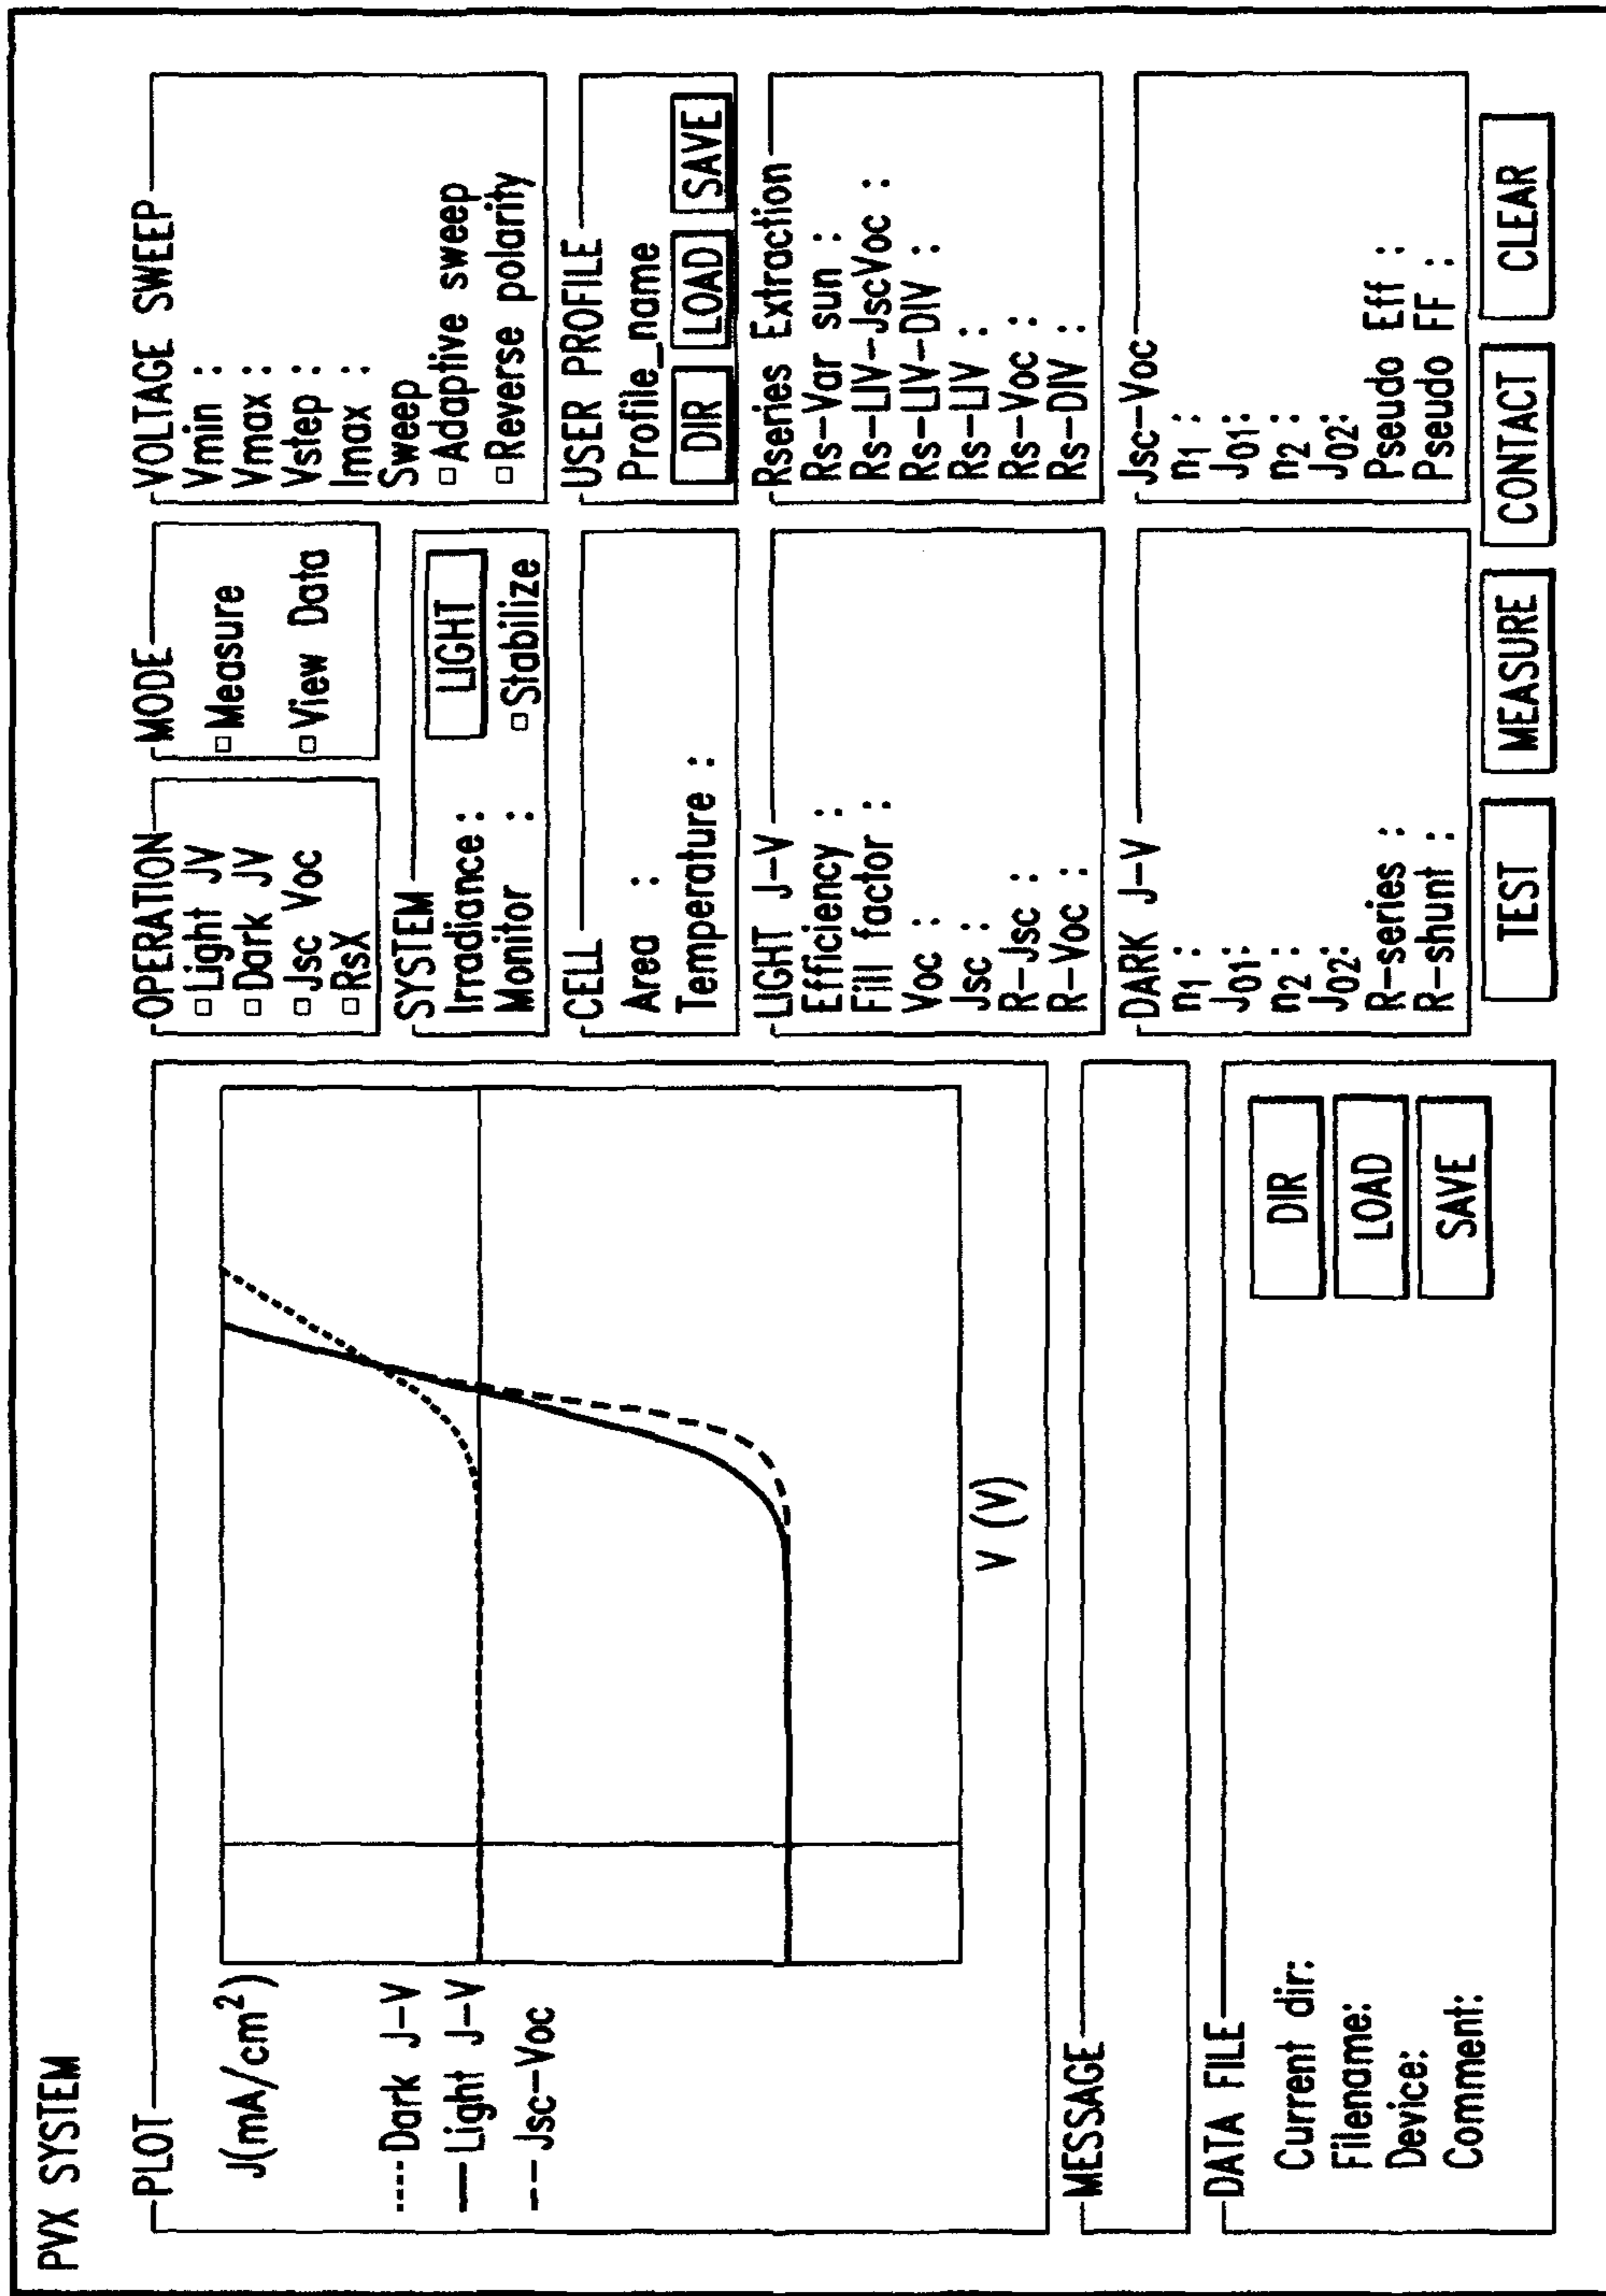 PVX SYSTEM
PLOT
J(mA/cm²)
Dark J-V
Light J-V
Jsc-Voc
V (V)
MESSAGE
DATA FILE
Current dir:
Filename:
Device:
Comment:
DIR
LOAD
SAVE
OPERATION
Light JV
Dark JV
Jsc Voc
RsX
MODE
Measure
View Data
SYSTEM
Irradiance:
Monitor :
LIGHT
Stabilize
CELL
Area :
Temperature :
LIGHT J-V
Efficiency :
Fill factor :
Voc :
Jsc :
R-Jsc :
R-Voc :
DARK J-V
n₁ :
J₀₁:
n₂ :
J₀₂:
R-series :
R-shunt :
VOLTAGE SWEEP
Vmin :
Vmax :
Vstep :
Imax :
Sweep
Adaptive sweep
Reverse polarity
USER PROFILE
Profile_name
DIR LOAD SAVE
Rseries Extraction
Rs-Var sun :
Rs-LIV-JscVoc :
Rs-LIV-DIV :
Rs-LIV :
Rs-Voc :
Rs-DIV :
Jsc-Voc
n₁ :
J₀₁:
n₂ :
J₀₂:
Pseudo Eff :
Pseudo FF :
TEST MEASURE CONTACT CLEAR